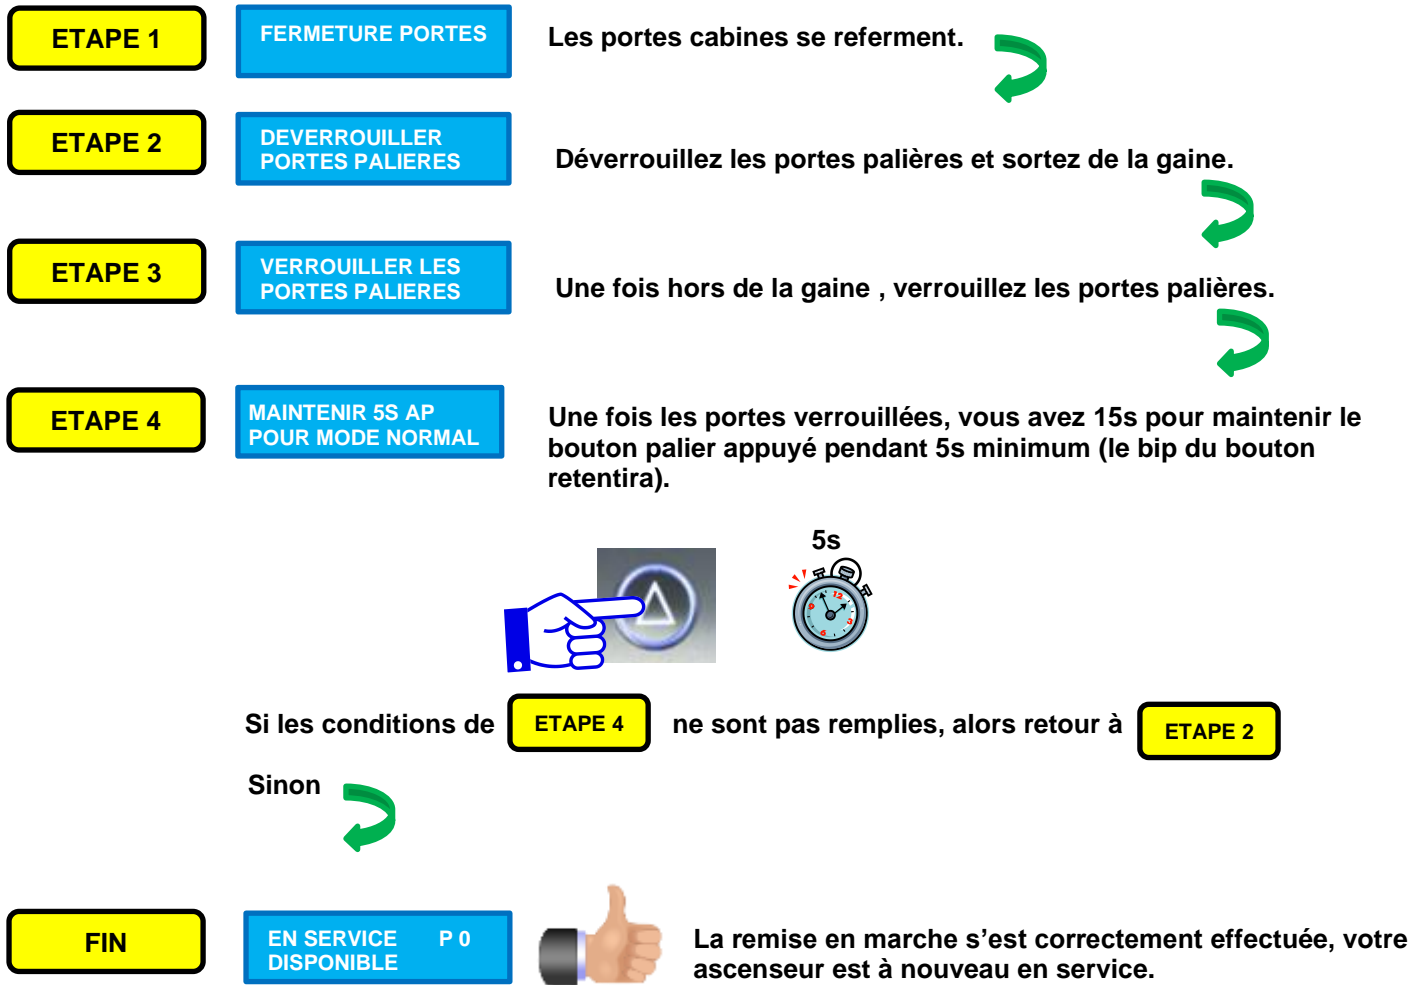 ETAPE 1
FERMETURE PORTES
Les portes cabines se referment.
ETAPE 2
DEVERROUILLER
PORTES PALIERES
Déverrouillez les portes palières et sortez de la gaine.
ETAPE 3
VERROUILLER LES
PORTES PALIERES
Une fois hors de la gaine , verrouillez les portes palières.
ETAPE 4
MAINTENIR 5S AP
POUR MODE NORMAL
Une fois les portes verrouillées, vous avez 15s pour maintenir le
bouton palier appuyé pendant 5s minimum (le bip du bouton
retentira).
5s
12
Si les conditions de ETAPE 4 ne sont pas remplies, alors retour à ETAPE 2
Sinon
FIN
EN SERVICE P 0
DISPONIBLE
La remise en marche s’est correctement effectuée, votre
ascenseur est à nouveau en service.